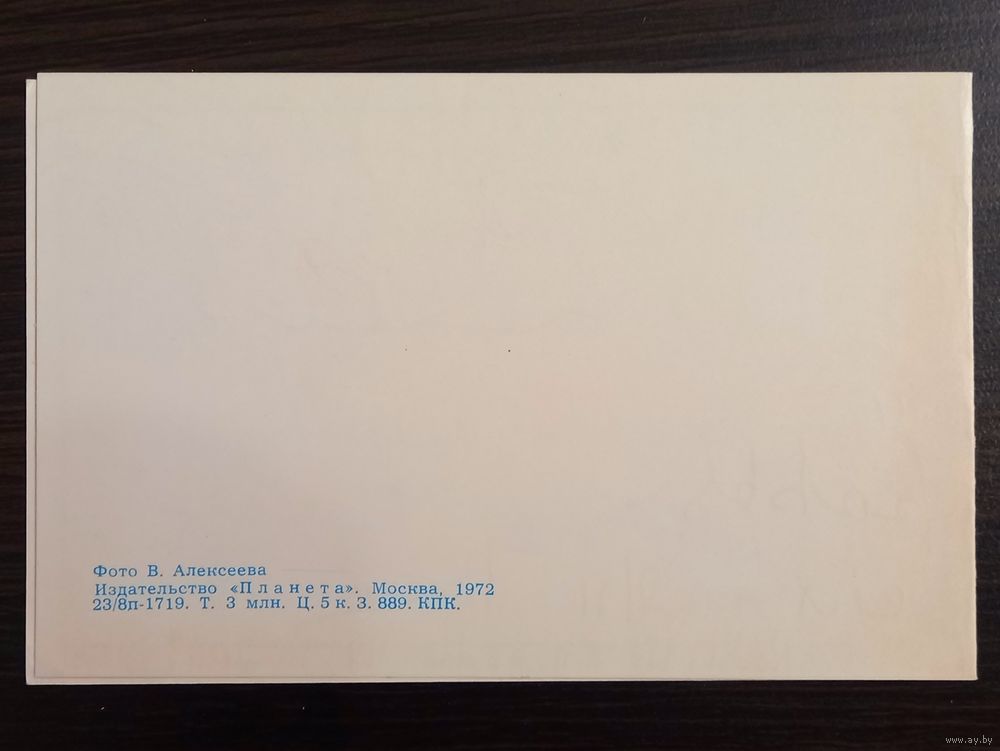 Фото В. Алексеева
Издательство «Планета». Москва, 1972
23/8п-1719. Т. 3 млн. Ц. 5 к. З. 889. КПК.
www.ay.by